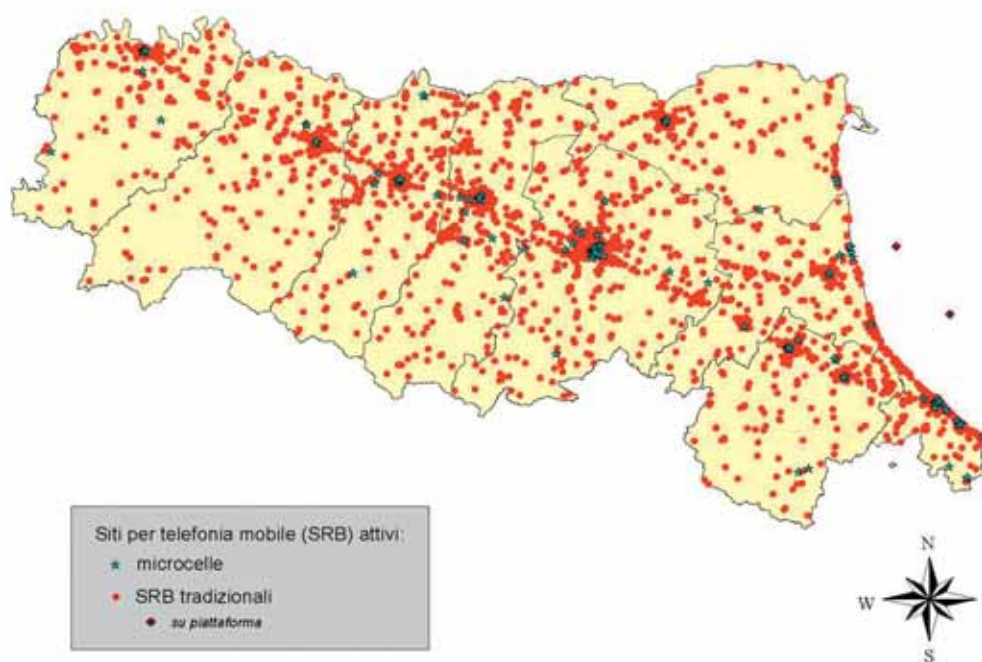 Siti per telefonia mobile (SRB) attivi:
microcelle
SRB tradizionali
su piattaforma
N
W
E
S